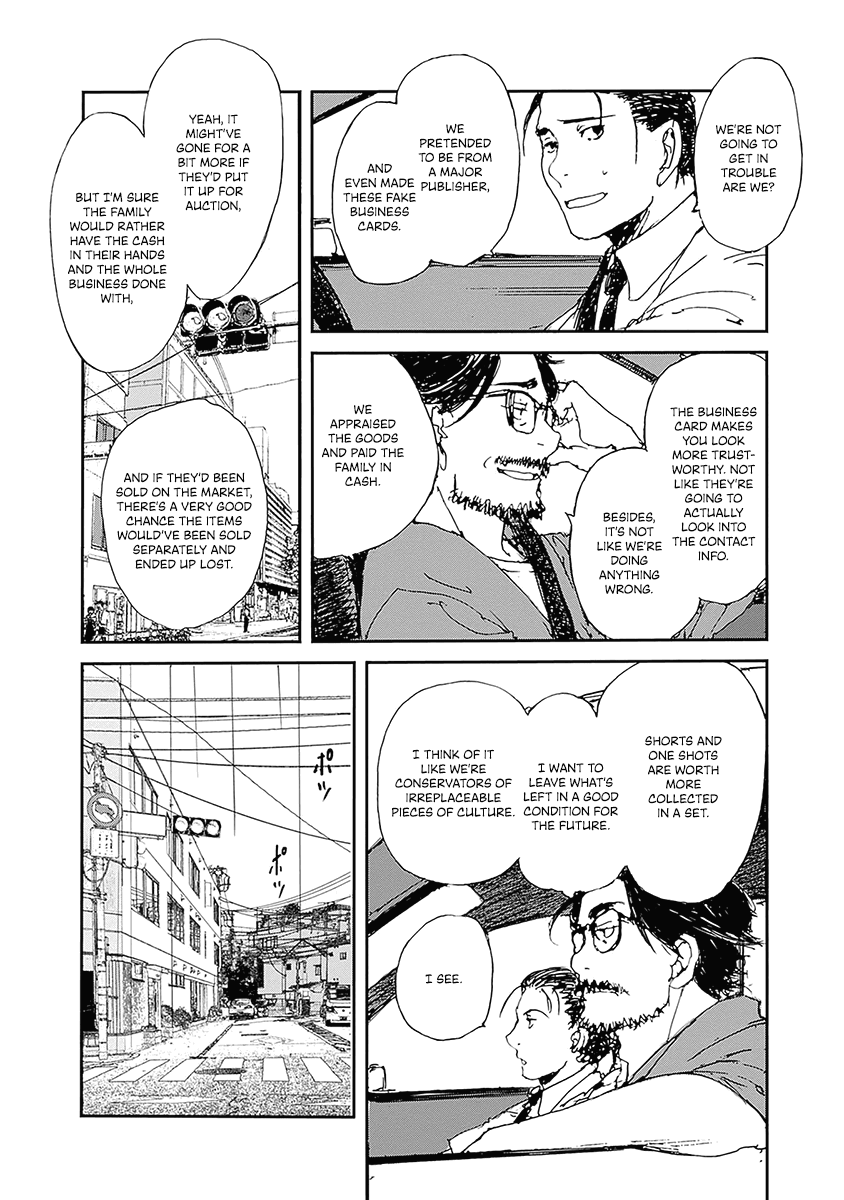 WE'RE NOT
GOING TO
GET IN
TROUBLE
ARE WE?
WE
PRETENDED
TO BE FROM
A MAJOR
PUBLISHER,
AND
EVEN MADE
THESE FAKE
BUSINESS
CARDS.
YEAH, IT
MIGHT'VE
GONE FOR A
BIT MORE IF
THEY'D PUT
IT UP FOR
AUCTION,
BUT I'M SURE
THE FAMILY
WOULD RATHER
HAVE THE CASH
IN THEIR HANDS
AND THE WHOLE
BUSINESS DONE
WITH,
AND IF THEY'D BEEN
SOLD ON THE MARKET,
THERE'S A VERY GOOD
CHANCE THE ITEMS
WOULD'VE BEEN SOLD
SEPARATELY AND
ENDED UP LOST.
THE BUSINESS
CARD MAKES
YOU LOOK
MORE TRUST-
WORTHY. NOT
LIKE THEY'RE
GOING TO
ACTUALLY
LOOK INTO
THE CONTACT
INFO.
BESIDES,
IT'S NOT
LIKE WE'RE
DOING
ANYTHING
WRONG.
WE
APPRAISED
THE GOODS
AND PAID THE
FAMILY IN
CASH.
SHORTS AND
ONE SHOTS
ARE WORTH
MORE
COLLECTED
IN A SET.
I WANT TO
LEAVE WHAT'S
LEFT IN A GOOD
CONDITION FOR
THE FUTURE.
I THINK OF IT
LIKE WE'RE
CONSERVATORS OF
IRREPLACEABLE
PIECES OF CULTURE.
I SEE.
ポッ
ポッ